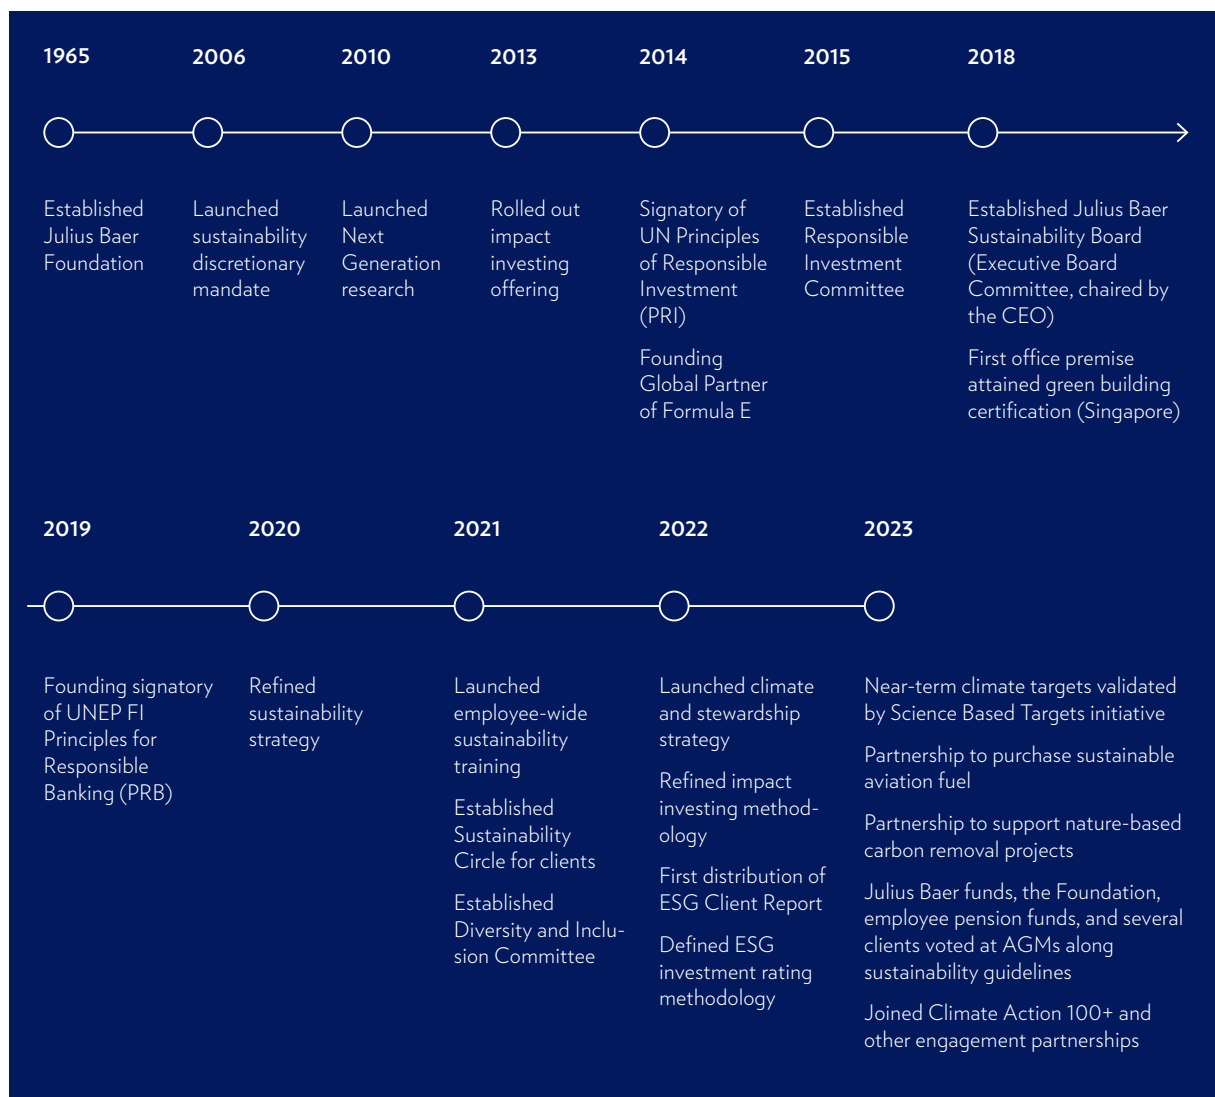 1965
2006
2010
2013
2014
2015
2018
Established
Julius Baer
Foundation
Launched
sustainability
discretionary
mandate
Launched
Next
Generation
research
Rolled out
impact
investing
offering
Signatory of
UN Principles
of Responsible
Investment
(PRI)
Founding
Global Partner
of Formula E
Established
Responsible
Investment
Committee
Established Julius Baer
Sustainability Board
(Executive Board
Committee, chaired by
the CEO)
First office premise
attained green building
certification (Singapore)
2019
2020
2021
2022
2023
Founding signatory
of UNEP FI
Principles for
Responsible
Banking (PRB)
Refined
sustainability
strategy
Launched
employee-wide
sustainability
training
Established
Sustainability
Circle for clients
Established
Diversity and Inclu-
sion Committee
Launched climate
and stewardship
strategy
Refined impact
investing method-
ology
First distribution of
ESG Client Report
Defined ESG
investment rating
methodology
Near-term climate targets validated
by Science Based Targets initiative
Partnership to purchase sustainable
aviation fuel
Partnership to support nature-based
carbon removal projects
Julius Baer funds, the Foundation,
employee pension funds, and several
clients voted at AGMs along
sustainability guidelines
Joined Climate Action 100+ and
other engagement partnerships